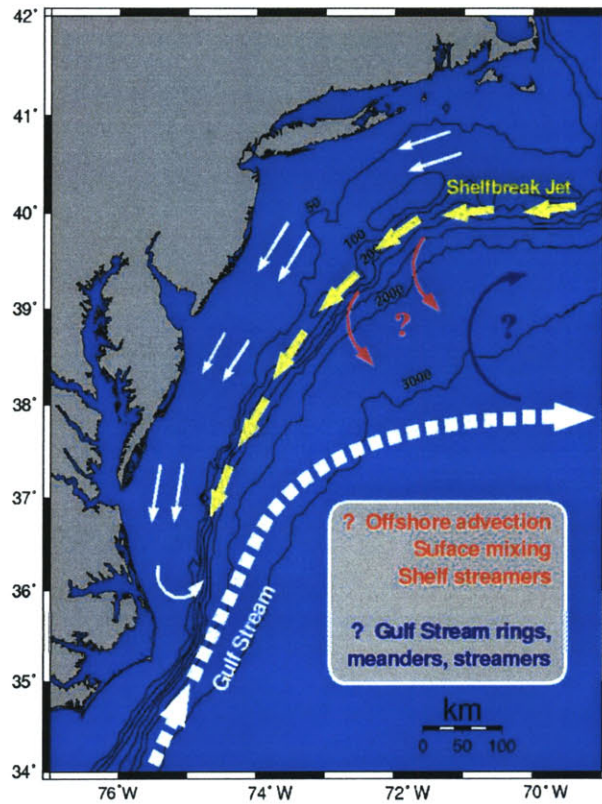 42°
41°
40°
39°
38°
37°
36°
35°
34°
76°W
74°
72°
70°
Shelfbreak Jet
50
100
200
2000
?
?
3000
Gulf Stream
? Offshore advection
Suface mixing
Shelf streamers
? Gulf Stream rings,
meanders, streamers
km
0 50 100